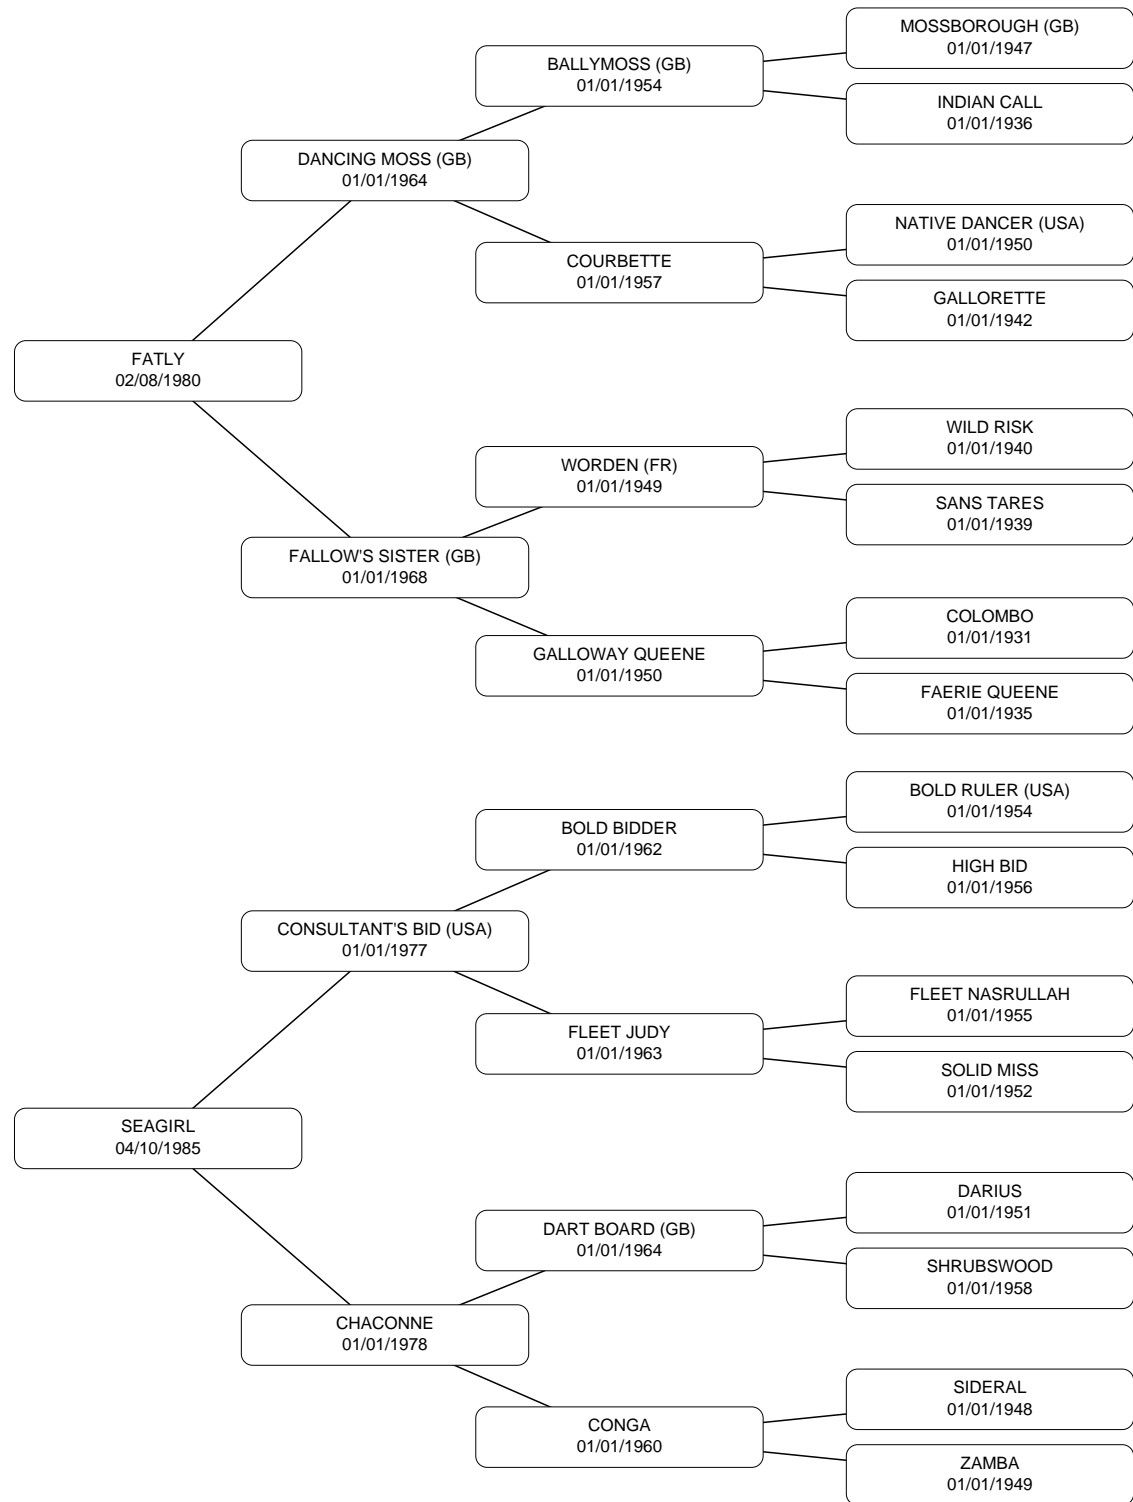 MOSSBOROUGH (GB)
01/01/1947
BALLYMOSS (GB)
01/01/1954
INDIAN CALL
01/01/1936
DANCING MOSS (GB)
01/01/1964
NATIVE DANCER (USA)
01/01/1950
COURBETTE
01/01/1957
GALLORETTE
01/01/1942
FATLY
02/08/1980
WILD RISK
01/01/1940
WORDEN (FR)
01/01/1949
SANS TARES
01/01/1939
FALLOW'S SISTER (GB)
01/01/1968
COLOMBO
01/01/1931
GALLOWAY QUEENE
01/01/1950
FAERIE QUEENE
01/01/1935
BOLD RULER (USA)
01/01/1954
BOLD BIDDER
01/01/1962
HIGH BID
01/01/1956
CONSULTANT'S BID (USA)
01/01/1977
FLEET NASRULLAH
01/01/1955
FLEET JUDY
01/01/1963
SOLID MISS
01/01/1952
SEAGIRL
04/10/1985
DARIUS
01/01/1951
DART BOARD (GB)
01/01/1964
SHRUBSWOOD
01/01/1958
CHACONNE
01/01/1978
SIDERAL
01/01/1948
CONGA
01/01/1960
ZAMBA
01/01/1949